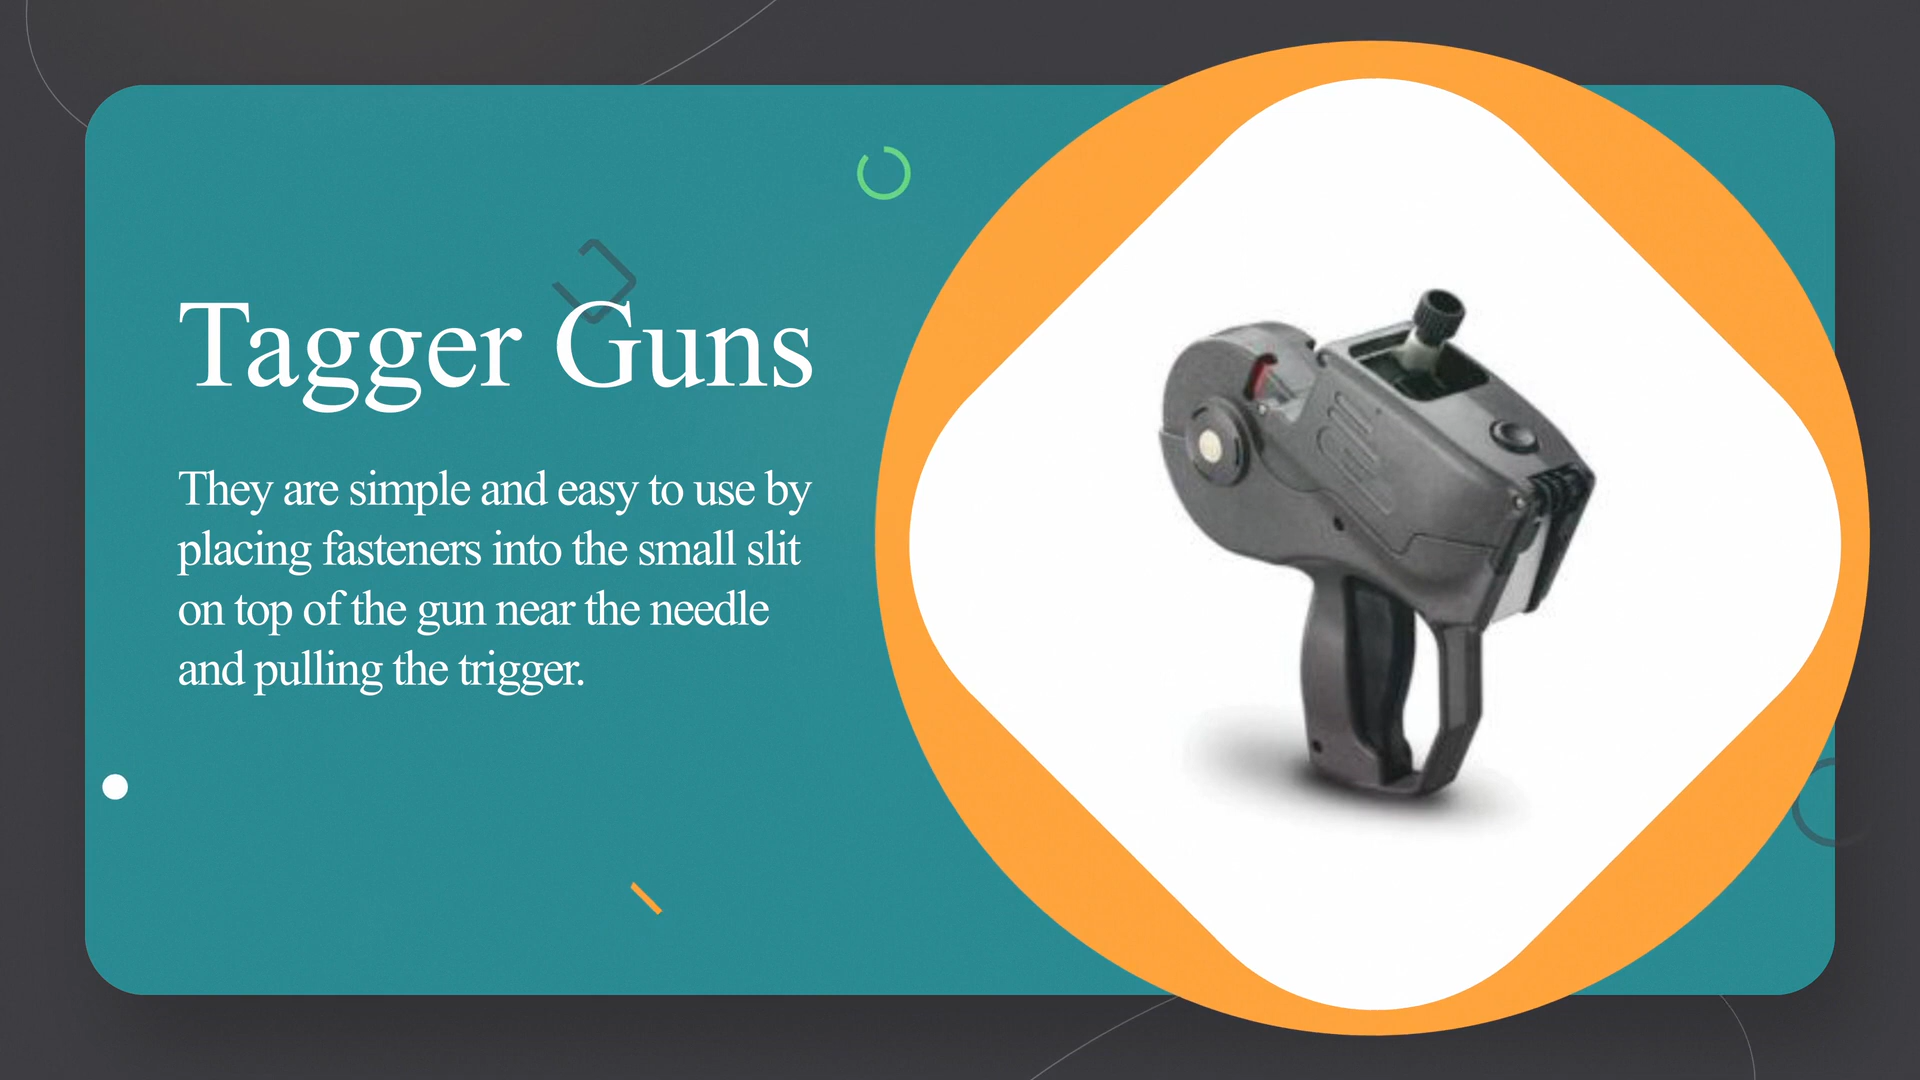 Tagger Guns
They are simple and easy to use by
placing fasteners into the small slit
on top of the gun near the needle
and pulling the trigger.